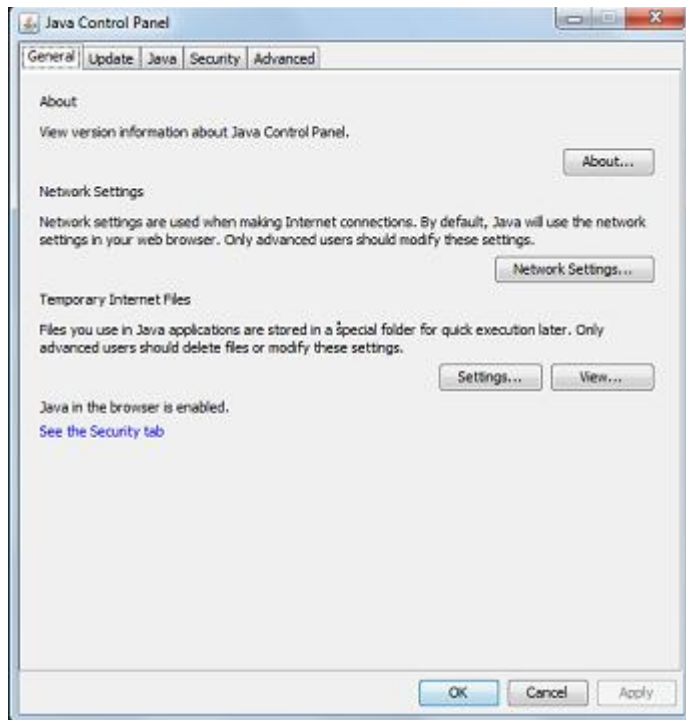 Java Control Panel
General Update Java Security Advanced
About
View version information about Java Control Panel.
About...
Network Settings
Network settings are used when making Internet connections. By default, Java will use the network
settings in your web browser. Only advanced users should modify these settings.
Network Settings...
Temporary Internet Files
Files you use in Java applications are stored in a special folder for quick execution later. Only
advanced users should delete files or modify these settings.
Settings... View...
Java in the browser is enabled.
See the Security tab
OK Cancel Apply